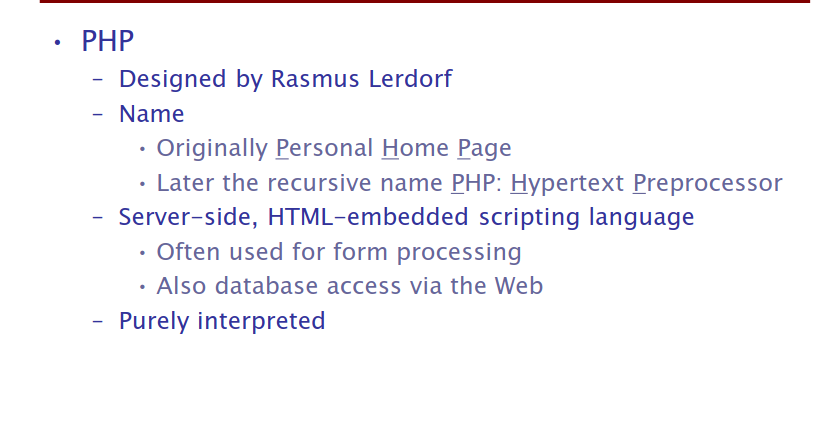 • PHP
– Designed by Rasmus Lerdorf
– Name
• Originally Personal Home Page
• Later the recursive name PHP: Hypertext Preprocessor
– Server-side, HTML-embedded scripting language
• Often used for form processing
• Also database access via the Web
– Purely interpreted